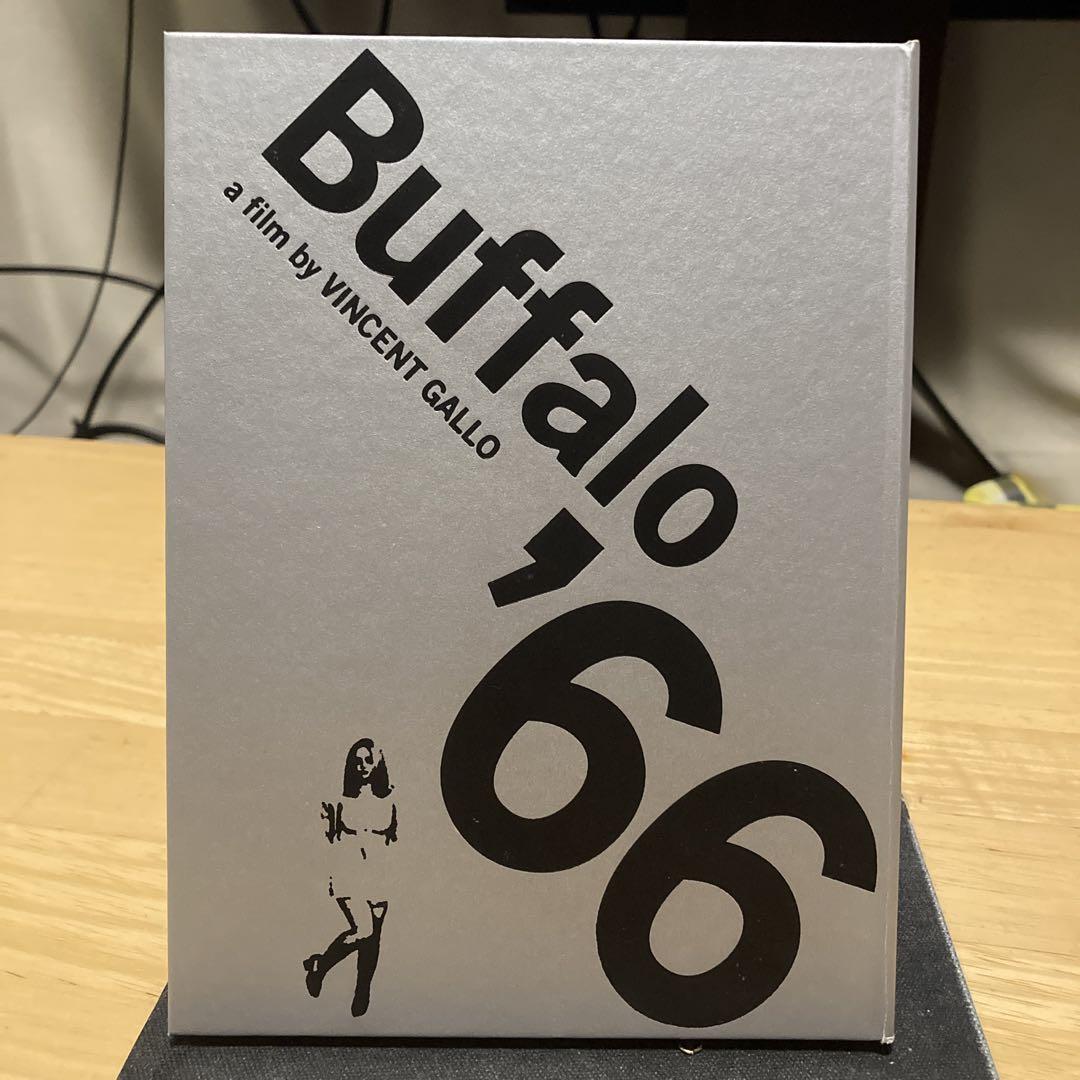 Buffalo
a film by VINCENT GALLO
’66